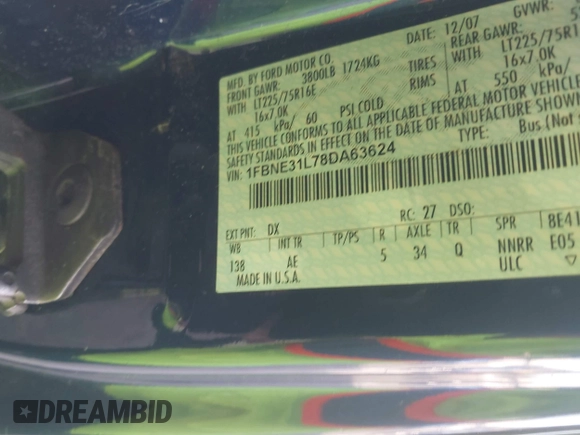 MFD. BY FORD MOTOR CO. DATE: 12/07 GVWR:
FRONT GAWR: 3800LB 1724KG REAR GAWR: 5
LT225/75R16E TIRES WITH LT225/75R1
16x7.0K RIMS 16x7.0K
AT 415 kPa/ 60 PSI COLD AT 550 kPa/
THIS VEHICLE CONFORMS TO ALL APPLICABLE FEDERAL MOTOR VEHICLE
SAFETY STANDARDS IN EFFECT ON THE DATE OF MANUFACTURE SHOWN
VIN: 1FBNE31L78DA63624 TYPE: Bus (Not
EXT PNT: DX RC: 27 DSO:
WB INT TR TP/PS R AXLE TR SPR BE41
138 AE 5 34 Q NNRR E05
MADE IN U.S.A. ULC
DREAMBID